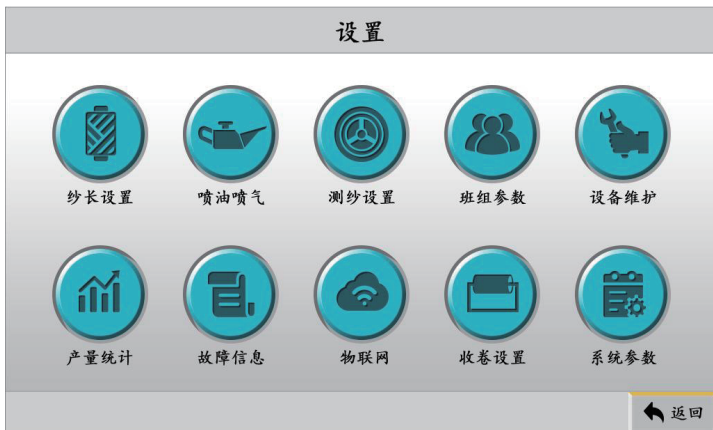 设置
纱长设置 喷油喷气 测纱设置 班组参数 设备维护
产量统计 故障信息 物联网 收卷设置 系统参数
返回